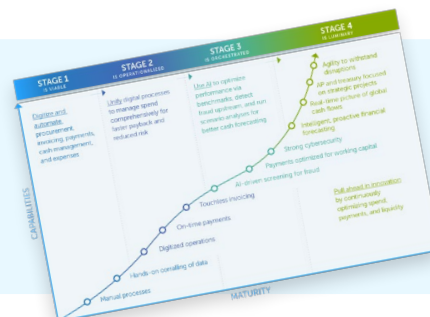 STAGE 1
IS VIABLE
STAGE 2
IS OPERATIONALIZED
STAGE 3
IS ORCHESTRATED
STAGE 4
IS LUMINARY
Digitize and
automate
procurement,
invoicing, payments,
cash management,
and expenses
Unify digital processes
to manage spend
comprehensively for
faster payback and
reduced risk
Use AI to optimize
performance via
benchmarks, detect
fraud upstream, and run
scenario analyses for
better cash forecasting
Agility to withstand
disruptions
AP and treasury focused
on strategic projects
Real-time picture of global
cash flows
Intelligent, proactive financial
forecasting
Strong cybersecurity
Payments optimized for working capital
AI-driven screening for fraud
Touchless invoicing
On-time payments
Digitized operations
Hands-on corralling of data
Manual processes
Pull ahead in innovation
by continuously
optimizing spend,
payments, and liquidity
CAPABILITIES
MATURITY